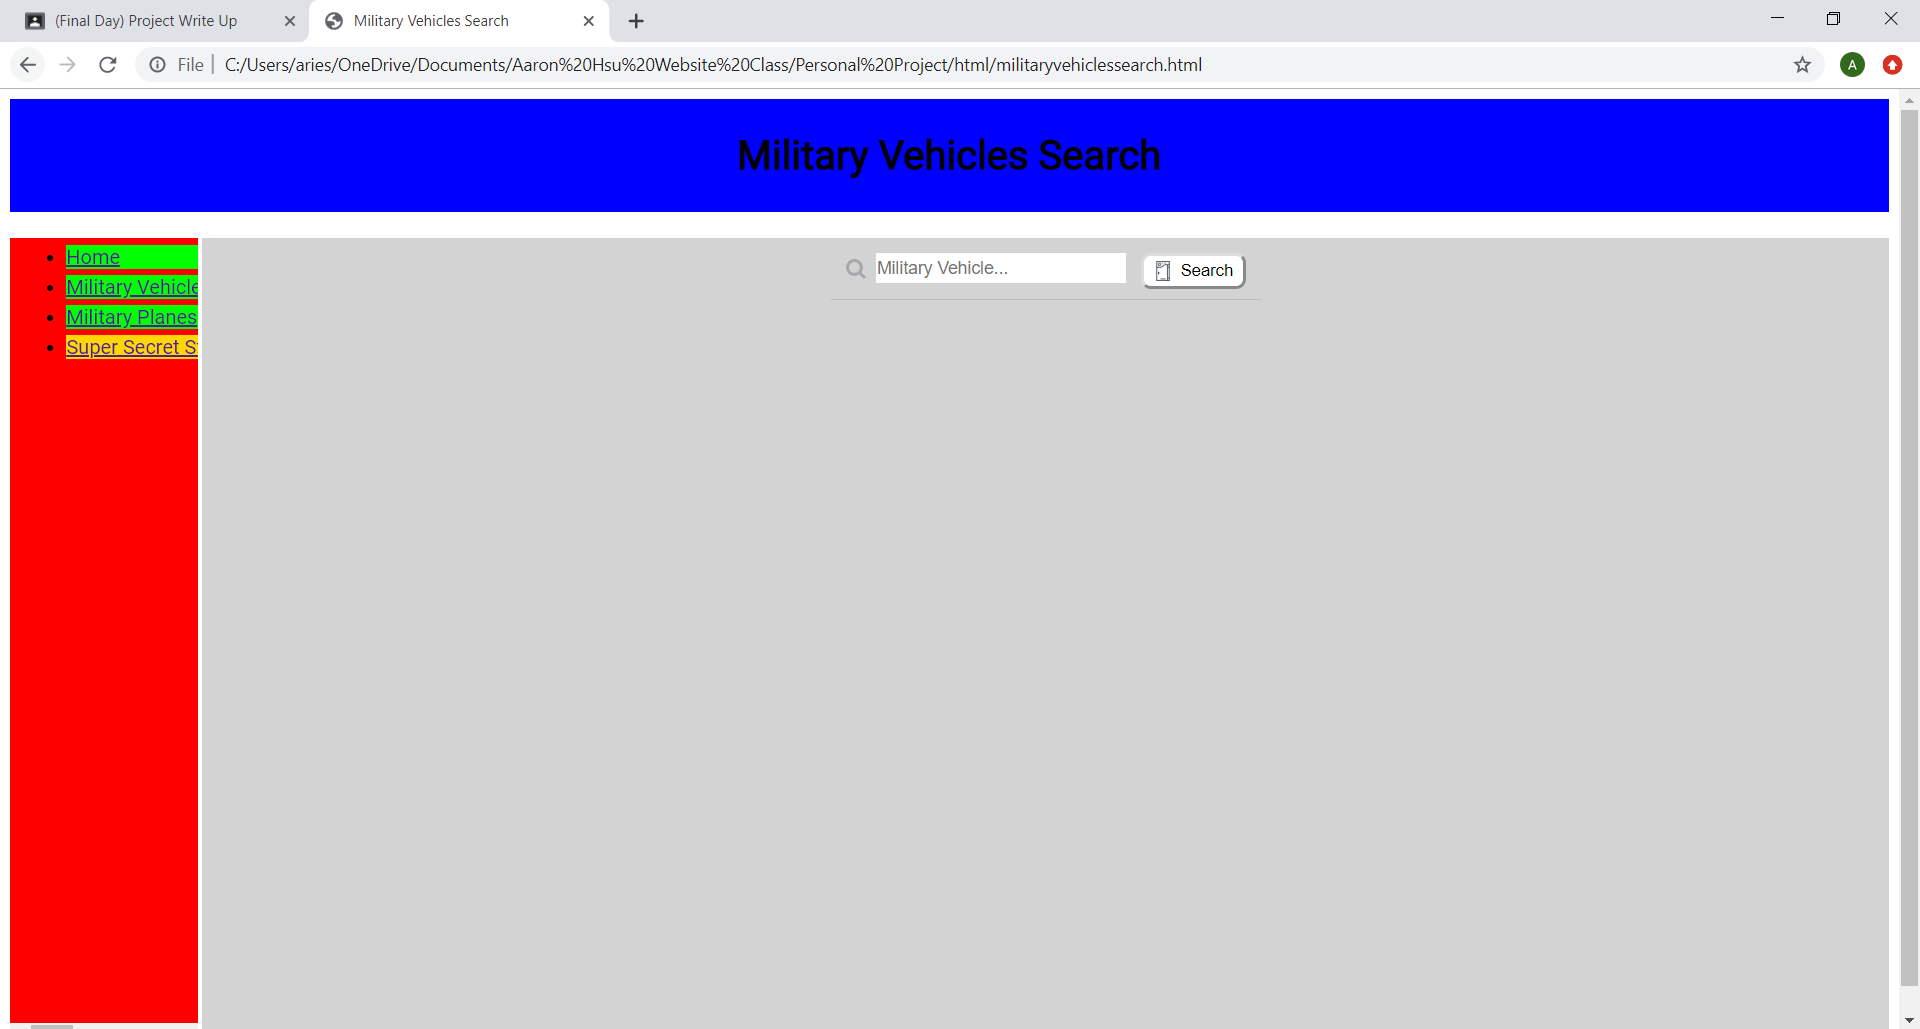 (Final Day) Project Write Up
Military Vehicles Search
File
C:/Users/aries/OneDrive/Documents/Aaron%20Hsu%20Website%20Class/Personal%20Project/html/militaryvehiclessearch.html
A
Military Vehicles Search
Home
Military Vehicle
Military Planes
Super Secret S
Military Vehicle...
Search